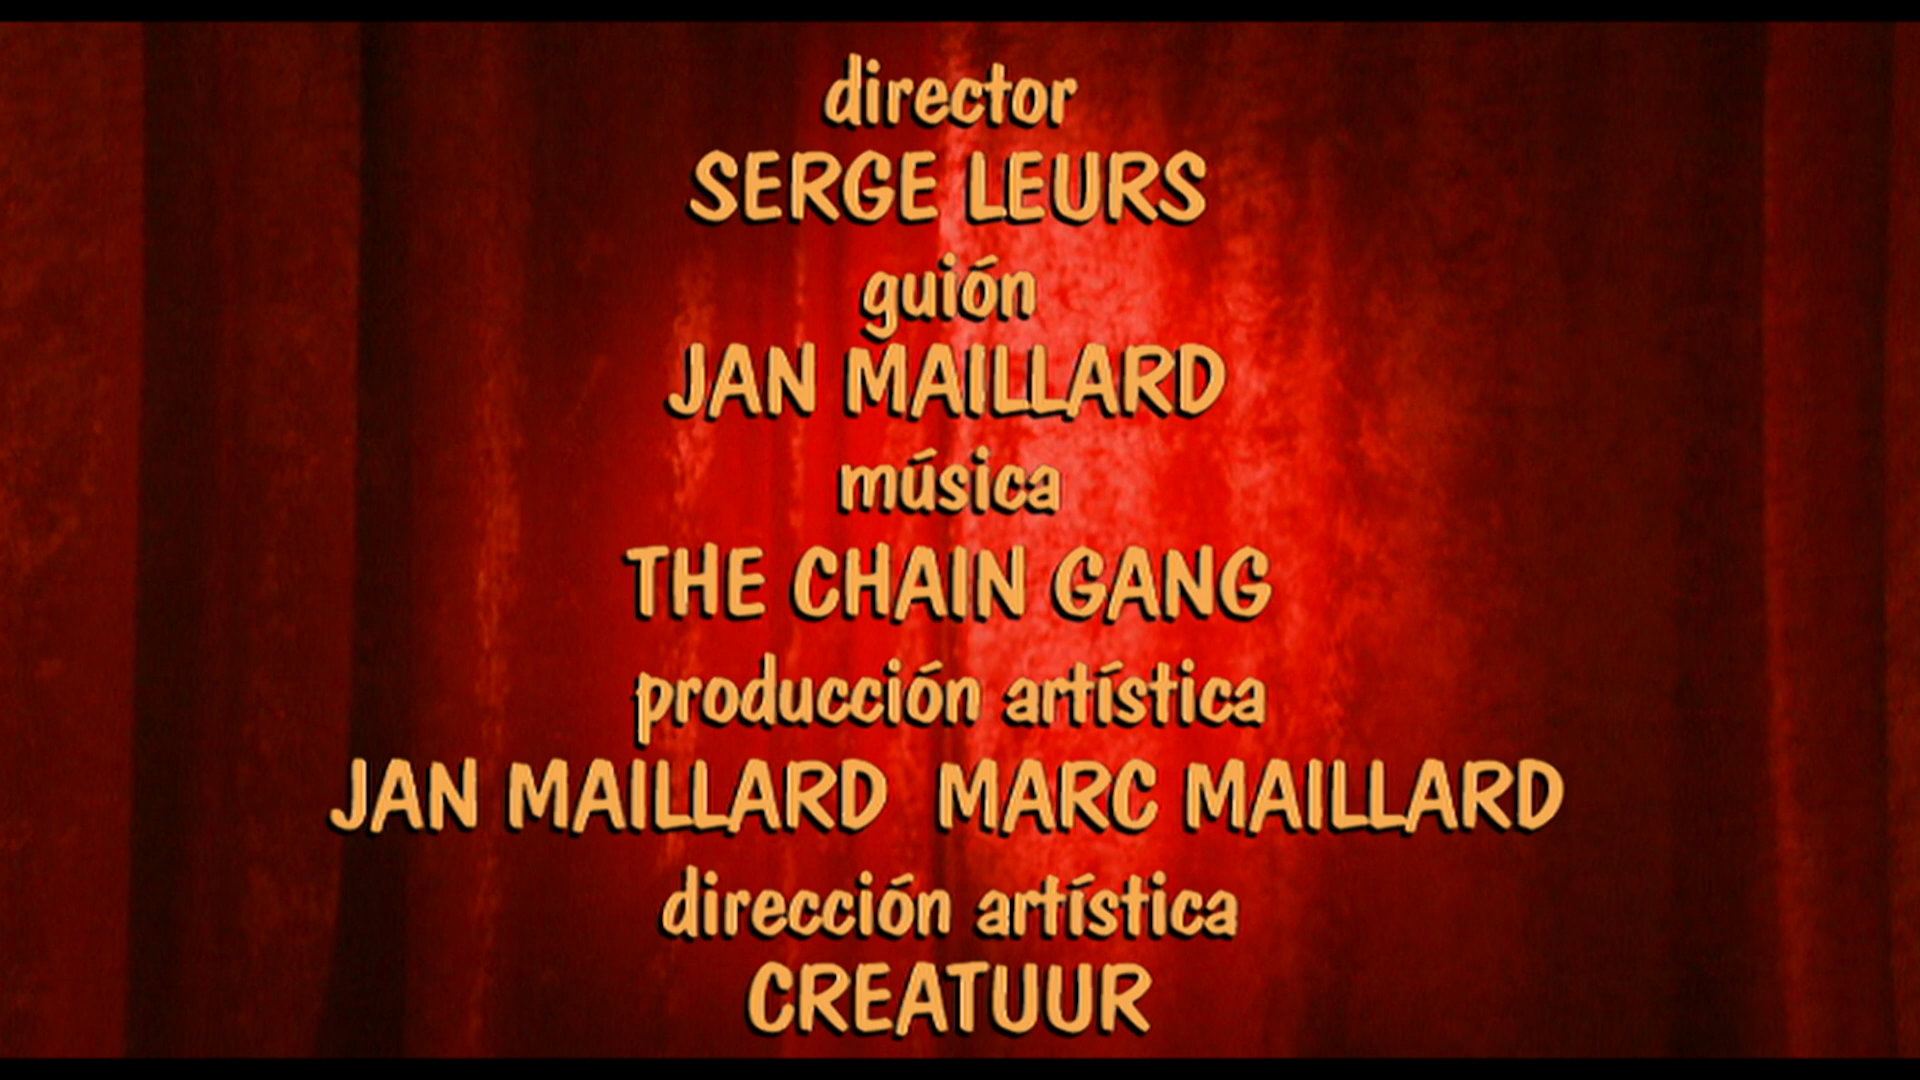 director
SERGE LEURS
guión
JAN MAILLARD
música
THE CHAIN GANG
producción artística
JAN MAILLARD  MARC MAILLARD
dirección artística
CREATUUR